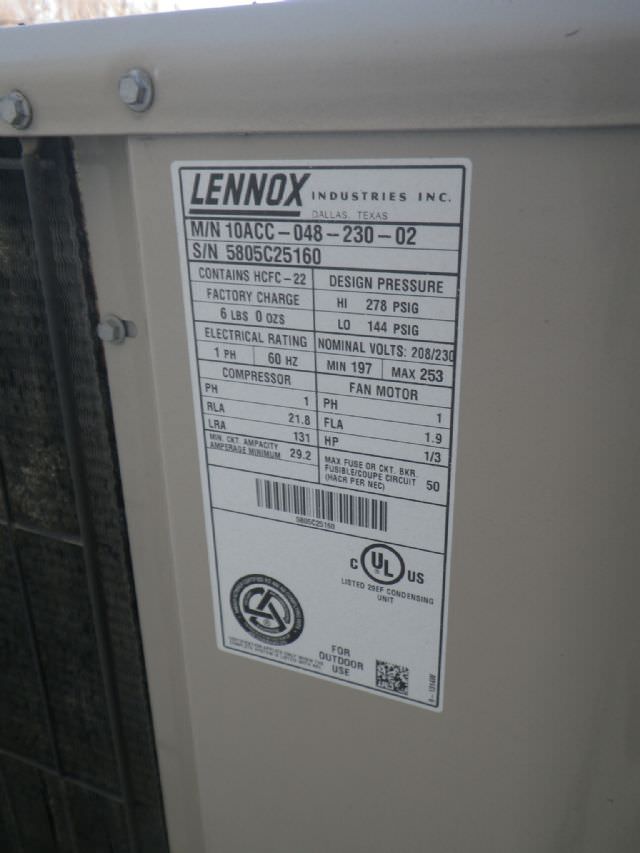 LENNOX INDUSTRIES INC.
DALLAS, TEXAS
M/N 10ACC-048-230-02
S/N 5805C25160
CONTAINS HCFC-22
FACTORY CHARGE
6 LBS 0 OZS
DESIGN PRESSURE
HI 278 PSIG
LO 144 PSIG
ELECTRICAL RATING
1 PH 60 HZ
NOMINAL VOLTS: 208/230
MIN 197 MAX 253
COMPRESSOR
PH 1
RLA 21.8
LRA 131
MIN. CKT. AMPACITY
AMPERAGE MINIMUM 29.2
FAN MOTOR
PH 1
FLA 1.9
HP 1/3
MAX FUSE OR CKT. BKR.
FUSIBLE/COUPE CIRCUIT 50
(HACR PER NEC)
5805C25160
C UL US
LISTED 29EF CONDENSING
UNIT
FOR
OUTDOOR
USE